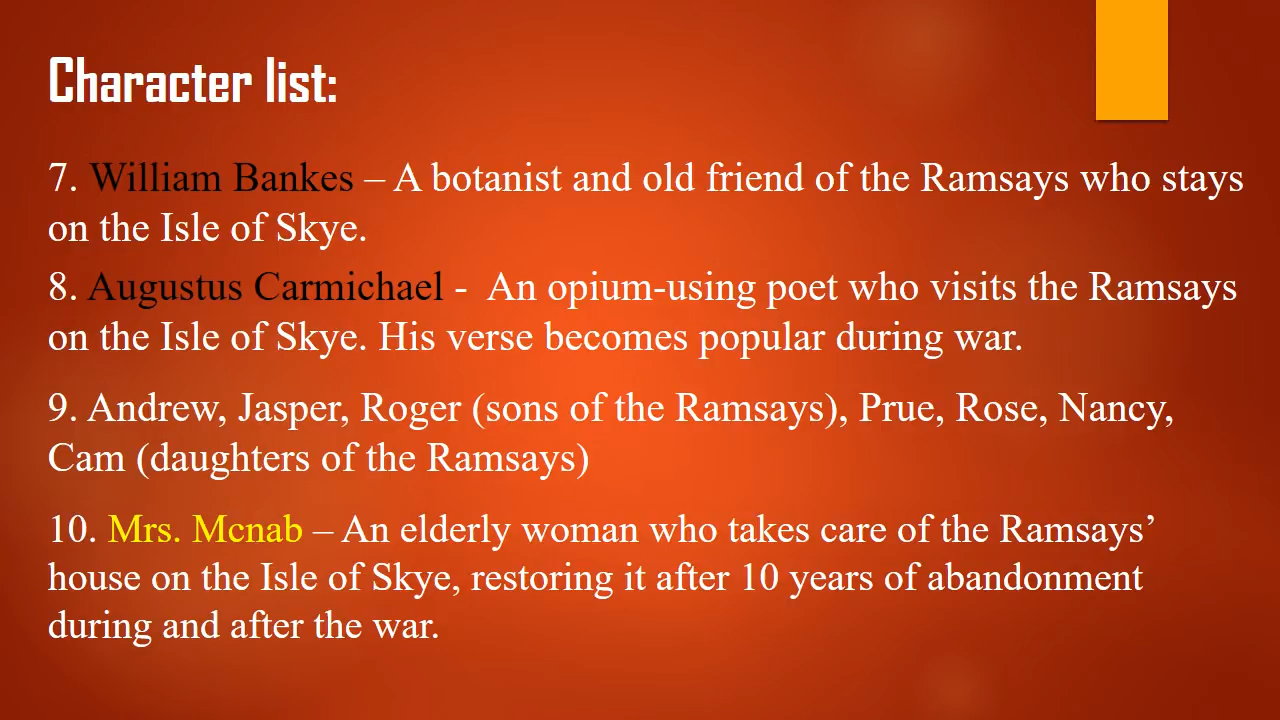 Character list:
7. William Bankes – A botanist and old friend of the Ramsays who stays
on the Isle of Skye.
8. Augustus Carmichael -  An opium-using poet who visits the Ramsays
on the Isle of Skye. His verse becomes popular during war.
9. Andrew, Jasper, Roger (sons of the Ramsays), Prue, Rose, Nancy,
Cam (daughters of the Ramsays)
10. Mrs. Mcnab – An elderly woman who takes care of the Ramsays’
house on the Isle of Skye, restoring it after 10 years of abandonment
during and after the war.